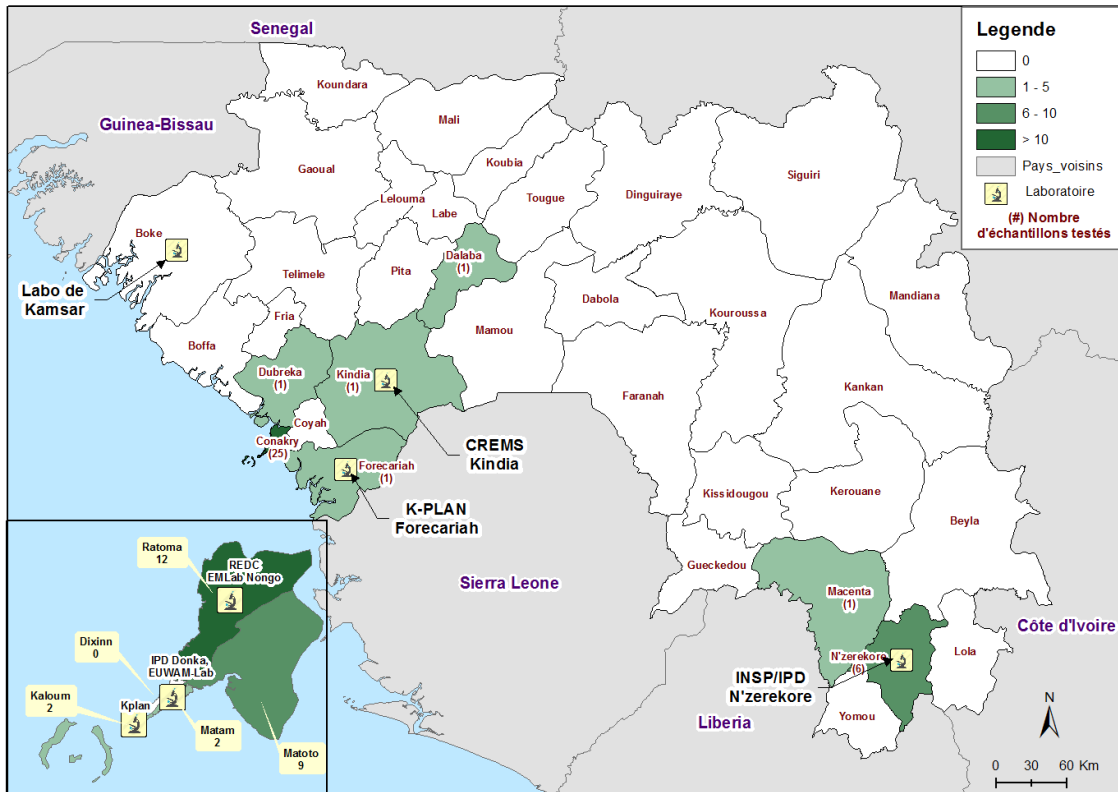 Senegal
Guinea-Bissau
Koundara
Mali
Gaoual
Koubia
Lelouma
Labe
Tougue
Dinguiraye
Siguiri
Boke
Labo de
Kamsar
Telimele
Pita
Dalaba
(1)
Fria
Boffa
Mamou
Dabola
Kouroussa
Mandiana
Dubreka
(1)
Kindia
(1)
Coyah
Conakry
(25)
Forecariah
(1)
CREMS
Kindia
K-PLAN
Forecariah
Faranah
Kankan
Kissidougou
Kerouane
Beyla
Gueckedou
Macenta
(1)
N'zerekore
(6)
Lola
Yomou
INSP/IPD
N'zerekore
Sierra Leone
Liberia
Côte d'Ivoire
Legende
0
1 - 5
6 - 10
> 10
Pays_voisins
Laboratoire
(#) Nombre
d'échantillons testés
Ratoma
12
REDC
EMLab Nongo
Dixinn
0
IPD Donka,
EUWAM-Lab
Kaloum
2
Kplan
Matam
2
Matoto
9
N
0 30 60 Km